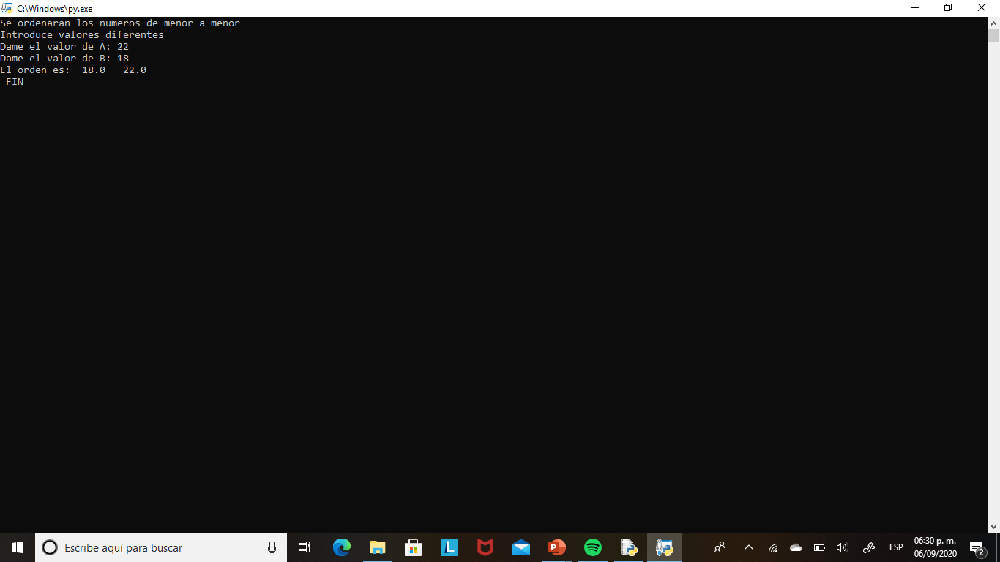 C:\Windows\py.exe
Se ordenaran los numeros de menor a menor
Introduce valores diferentes
Dame el valor de A: 22
Dame el valor de B: 18
El orden es:  18.0   22.0
 FIN
Escribe aquí para buscar
L
P
ESP
06:30 p. m.
06/09/2020
2